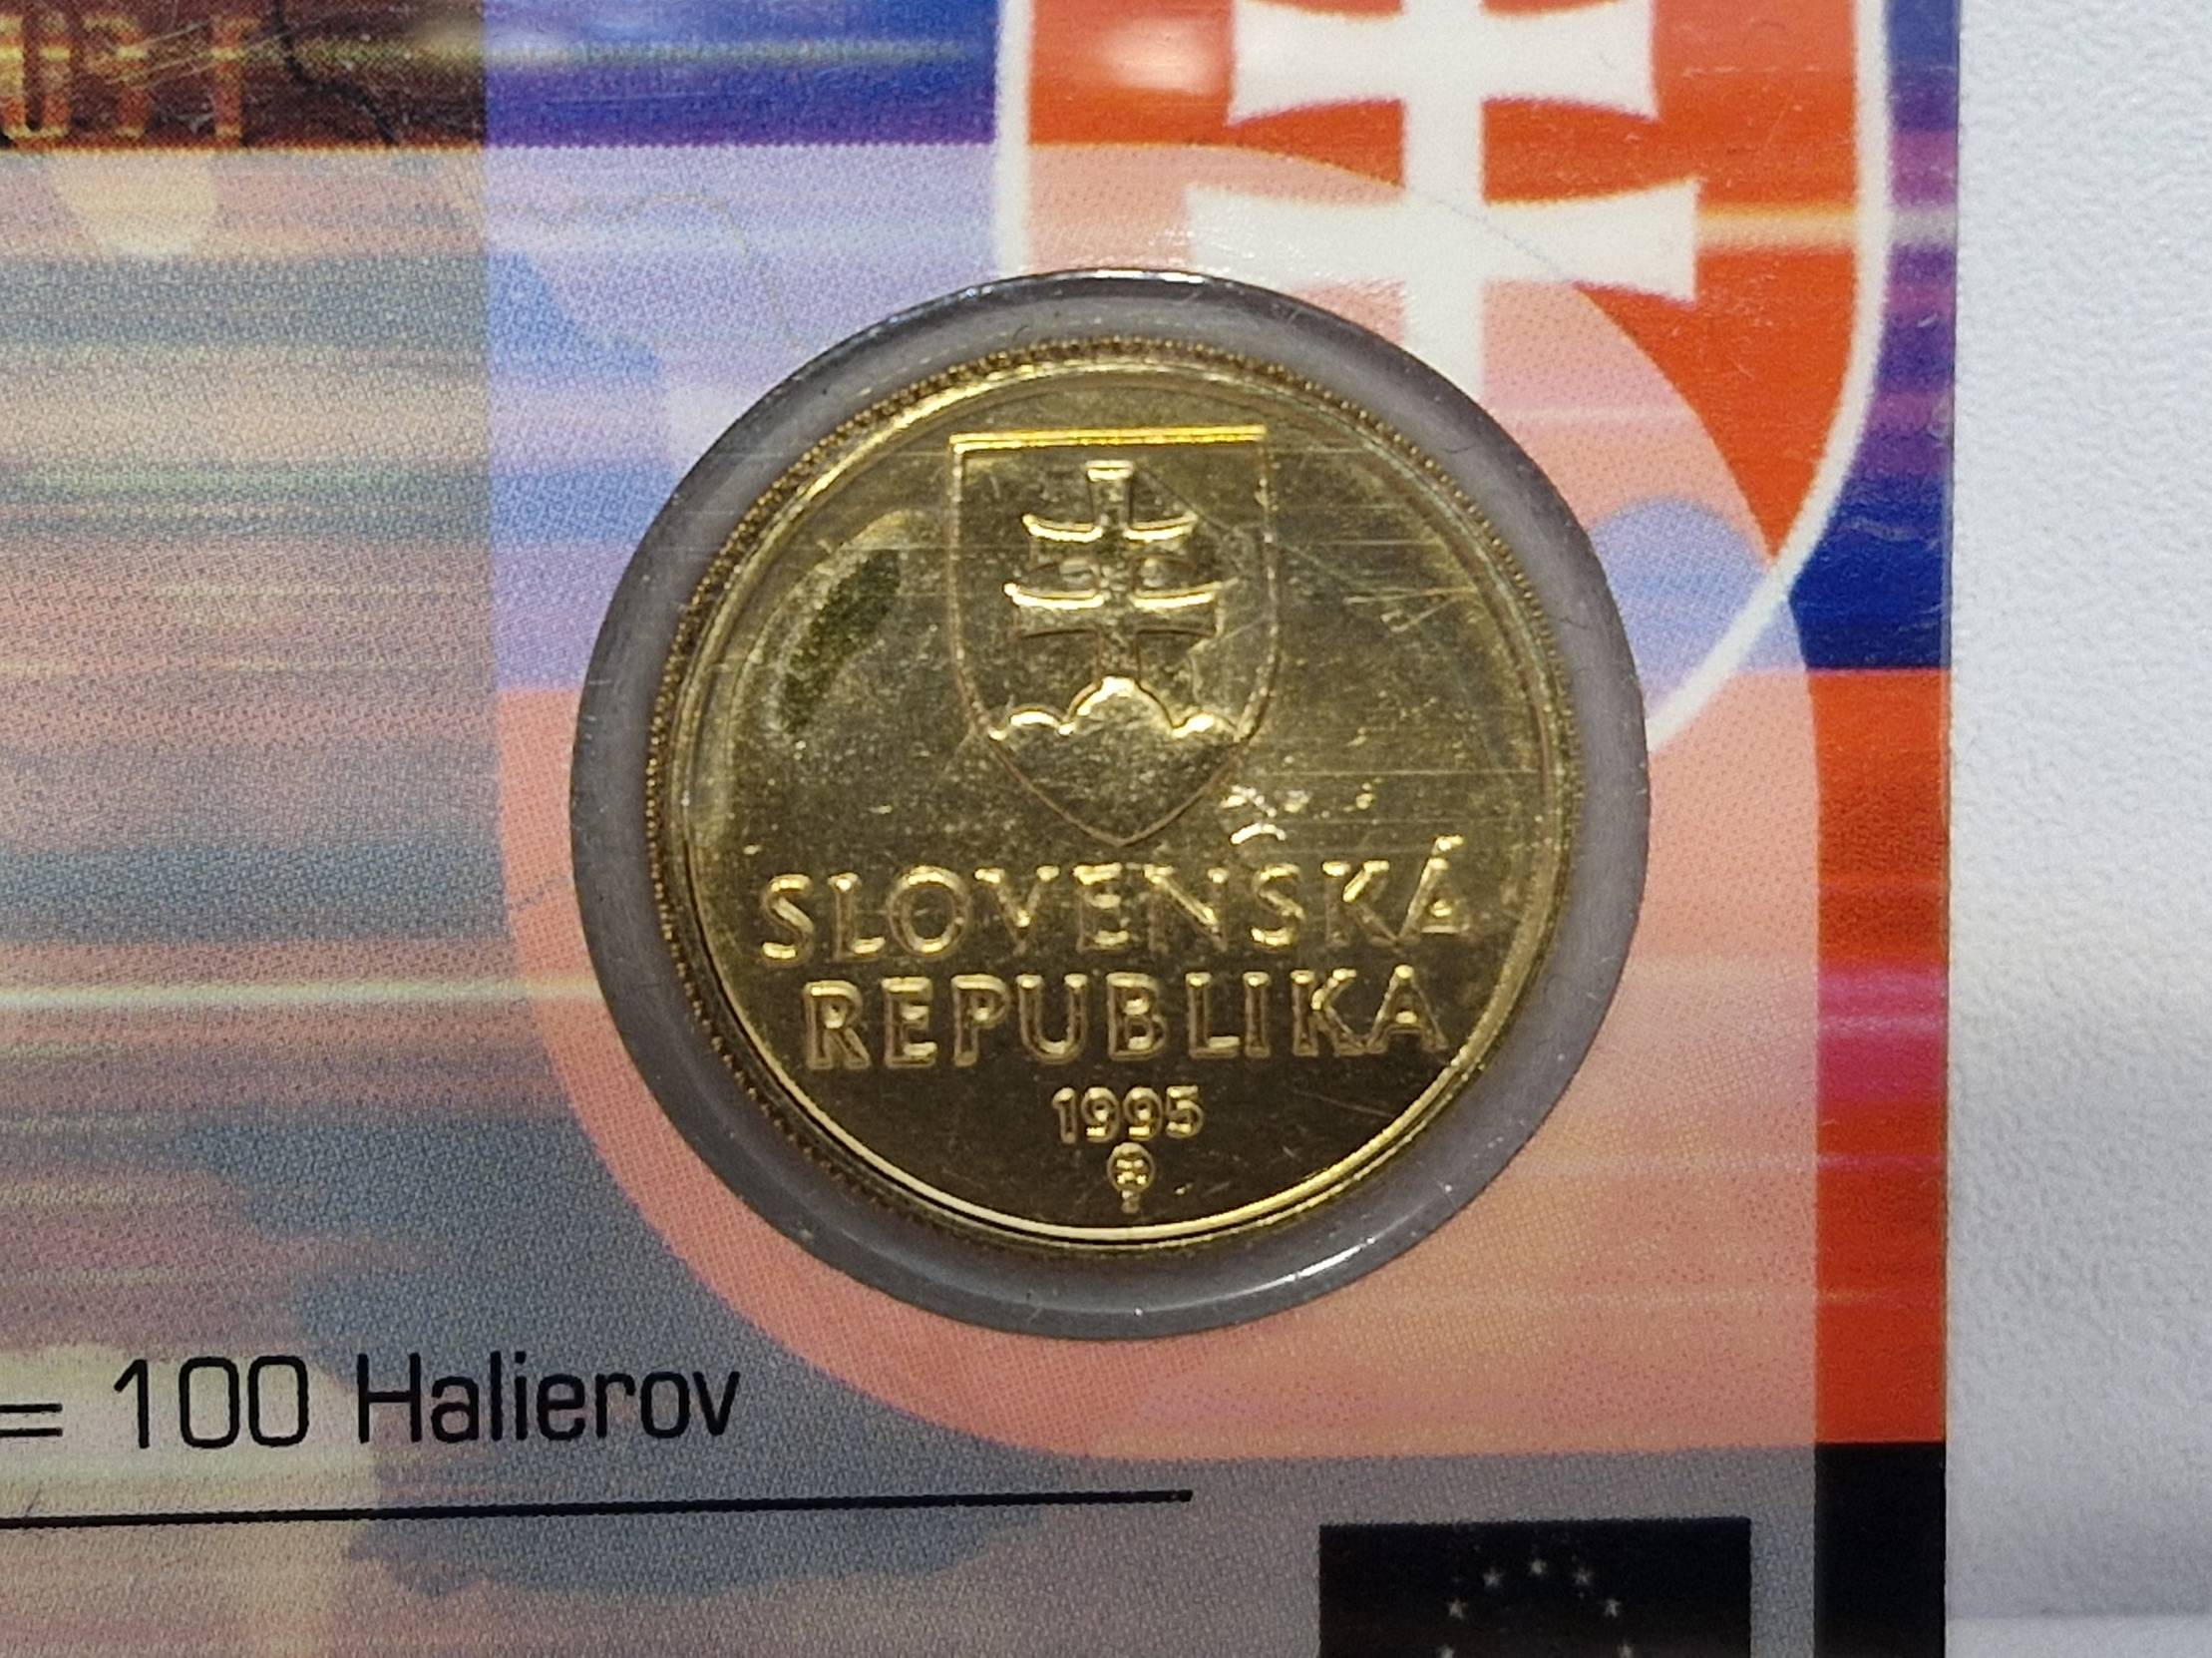 SLOVENSKÁ
REPUBLIKA
1995
= 100 Halierov